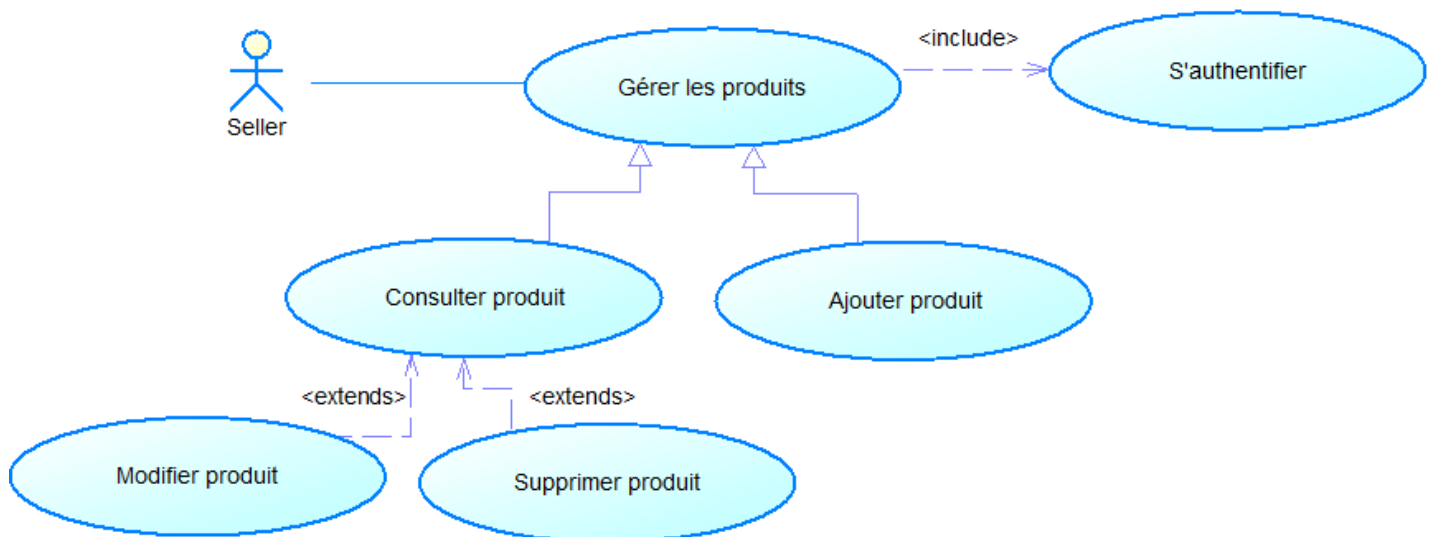 <include>
S'authentifier
Gérer les produits
Seller
Consulter produit
Ajouter produit
<extends>
<extends>
Modifier produit
Supprimer produit